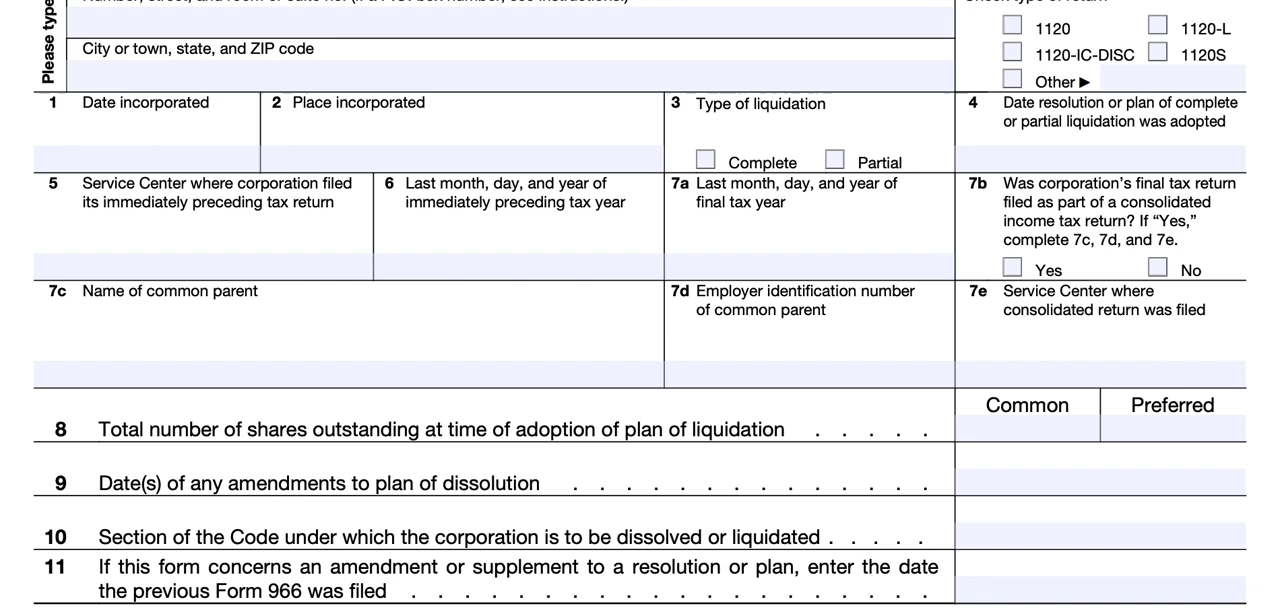 Please type
City or town, state, and ZIP code
1120
1120-L
1120-IC-DISC
1120S
Other ▶
1 Date incorporated
2 Place incorporated
3 Type of liquidation
Complete
Partial
4 Date resolution or plan of complete
or partial liquidation was adopted
5 Service Center where corporation filed
its immediately preceding tax return
6 Last month, day, and year of
immediately preceding tax year
7a Last month, day, and year of
final tax year
7b Was corporation’s final tax return
filed as part of a consolidated
income tax return? If “Yes,”
complete 7c, 7d, and 7e.
Yes
No
7c Name of common parent
7d Employer identification number
of common parent
7e Service Center where
consolidated return was filed
Common
Preferred
8 Total number of shares outstanding at time of adoption of plan of liquidation . . . . .
9 Date(s) of any amendments to plan of dissolution . . . . . . . . . . . . . .
10 Section of the Code under which the corporation is to be dissolved or liquidated . . . . .
11 If this form concerns an amendment or supplement to a resolution or plan, enter the date
the previous Form 966 was filed . . . . . . . . . . . . . . . . . . . .